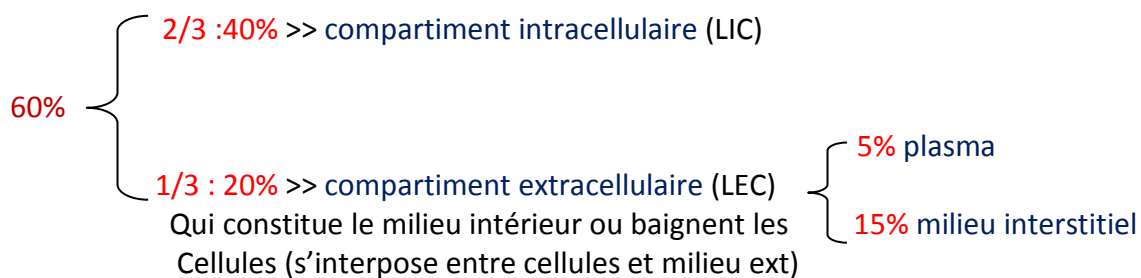 2/3 :40% >> compartiment intracellulaire (LIC)
60%
5% plasma
1/3 : 20% >> compartiment extracellulaire (LEC)
Qui constitue le milieu intérieur ou baignent les
15% milieu interstitiel
Cellules (s’interpose entre cellules et milieu ext)